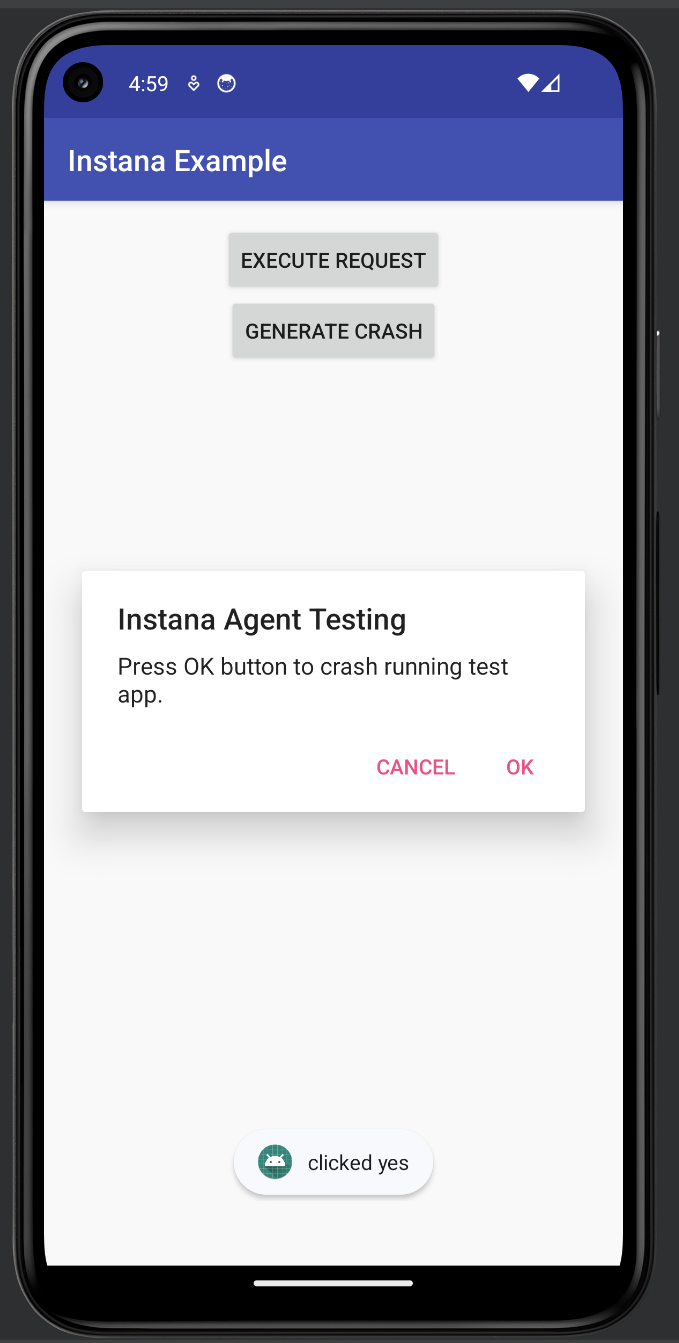 4:59
Instana Example
EXECUTE REQUEST
GENERATE CRASH
Instana Agent Testing
Press OK button to crash running test
app.
CANCEL OK
clicked yes